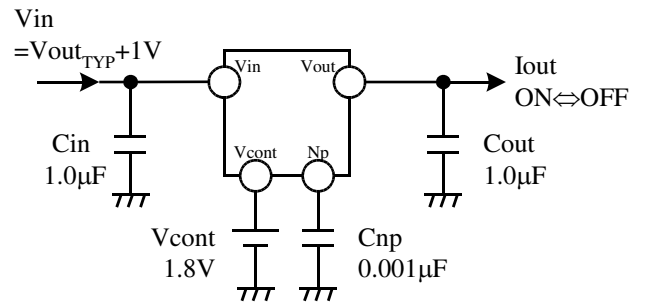 Vin
=VoutTYP+1V
Vin
Vout
Iout
ON⇔OFF
Cin
1.0μF
Vcont
Np
Cout
1.0μF
Vcont
1.8V
Cnp
0.001μF